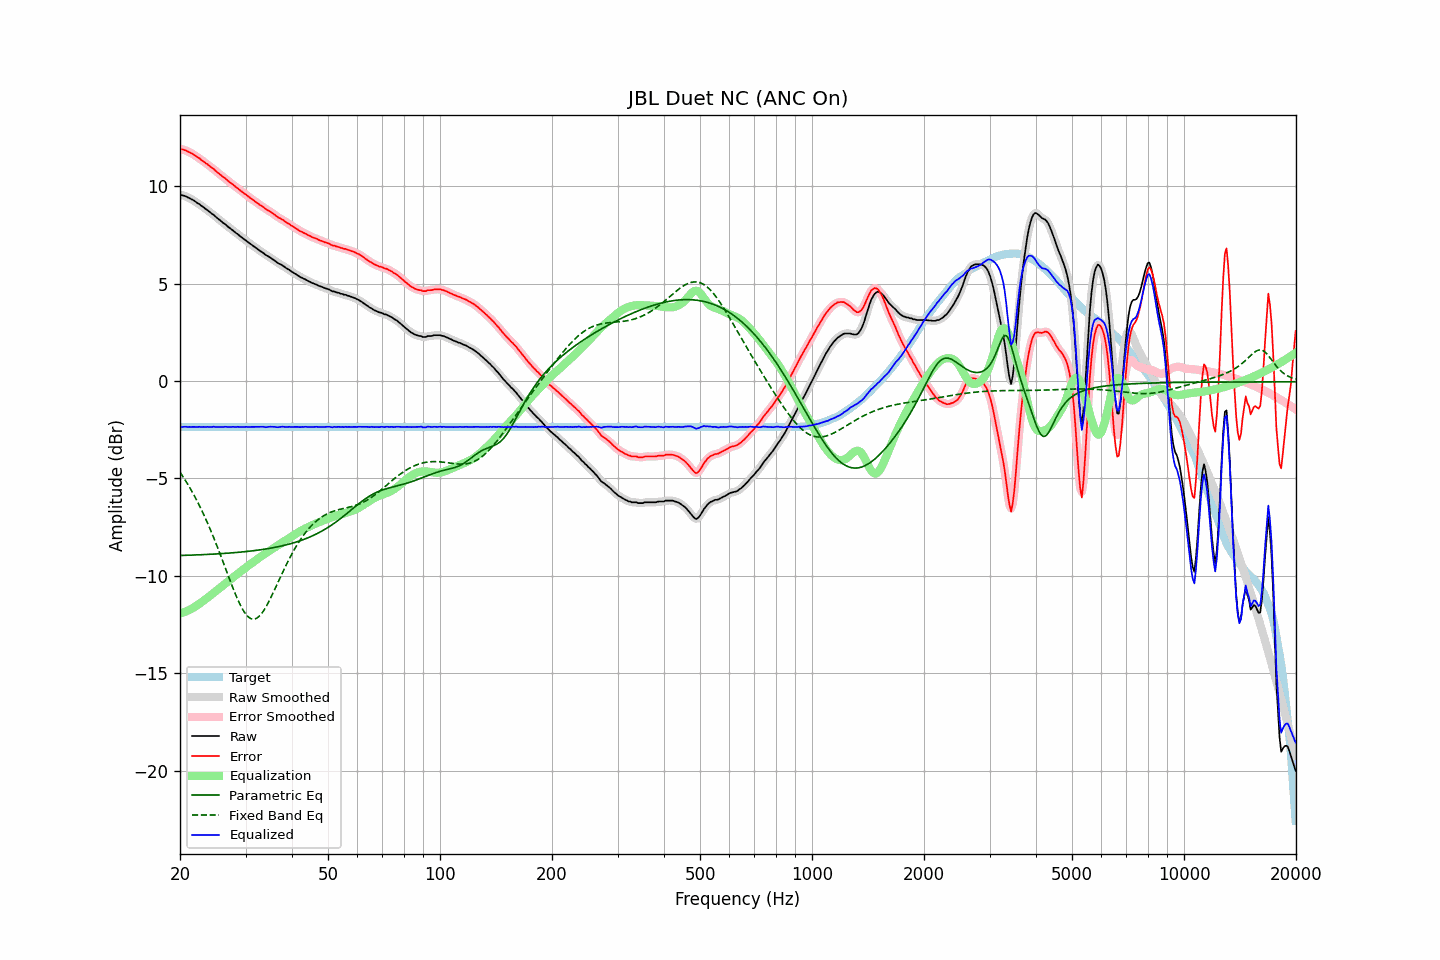 JBL Duet NC (ANC On)
Amplitude (dBr)
10
5
0
−5
−10
−15
−20
Target
Raw Smoothed
Error Smoothed
Raw
Error
Equalization
Parametric Eq
Fixed Band Eq
Equalized
20 50 100 200 500 1000 2000 5000 10000 20000
Frequency (Hz)